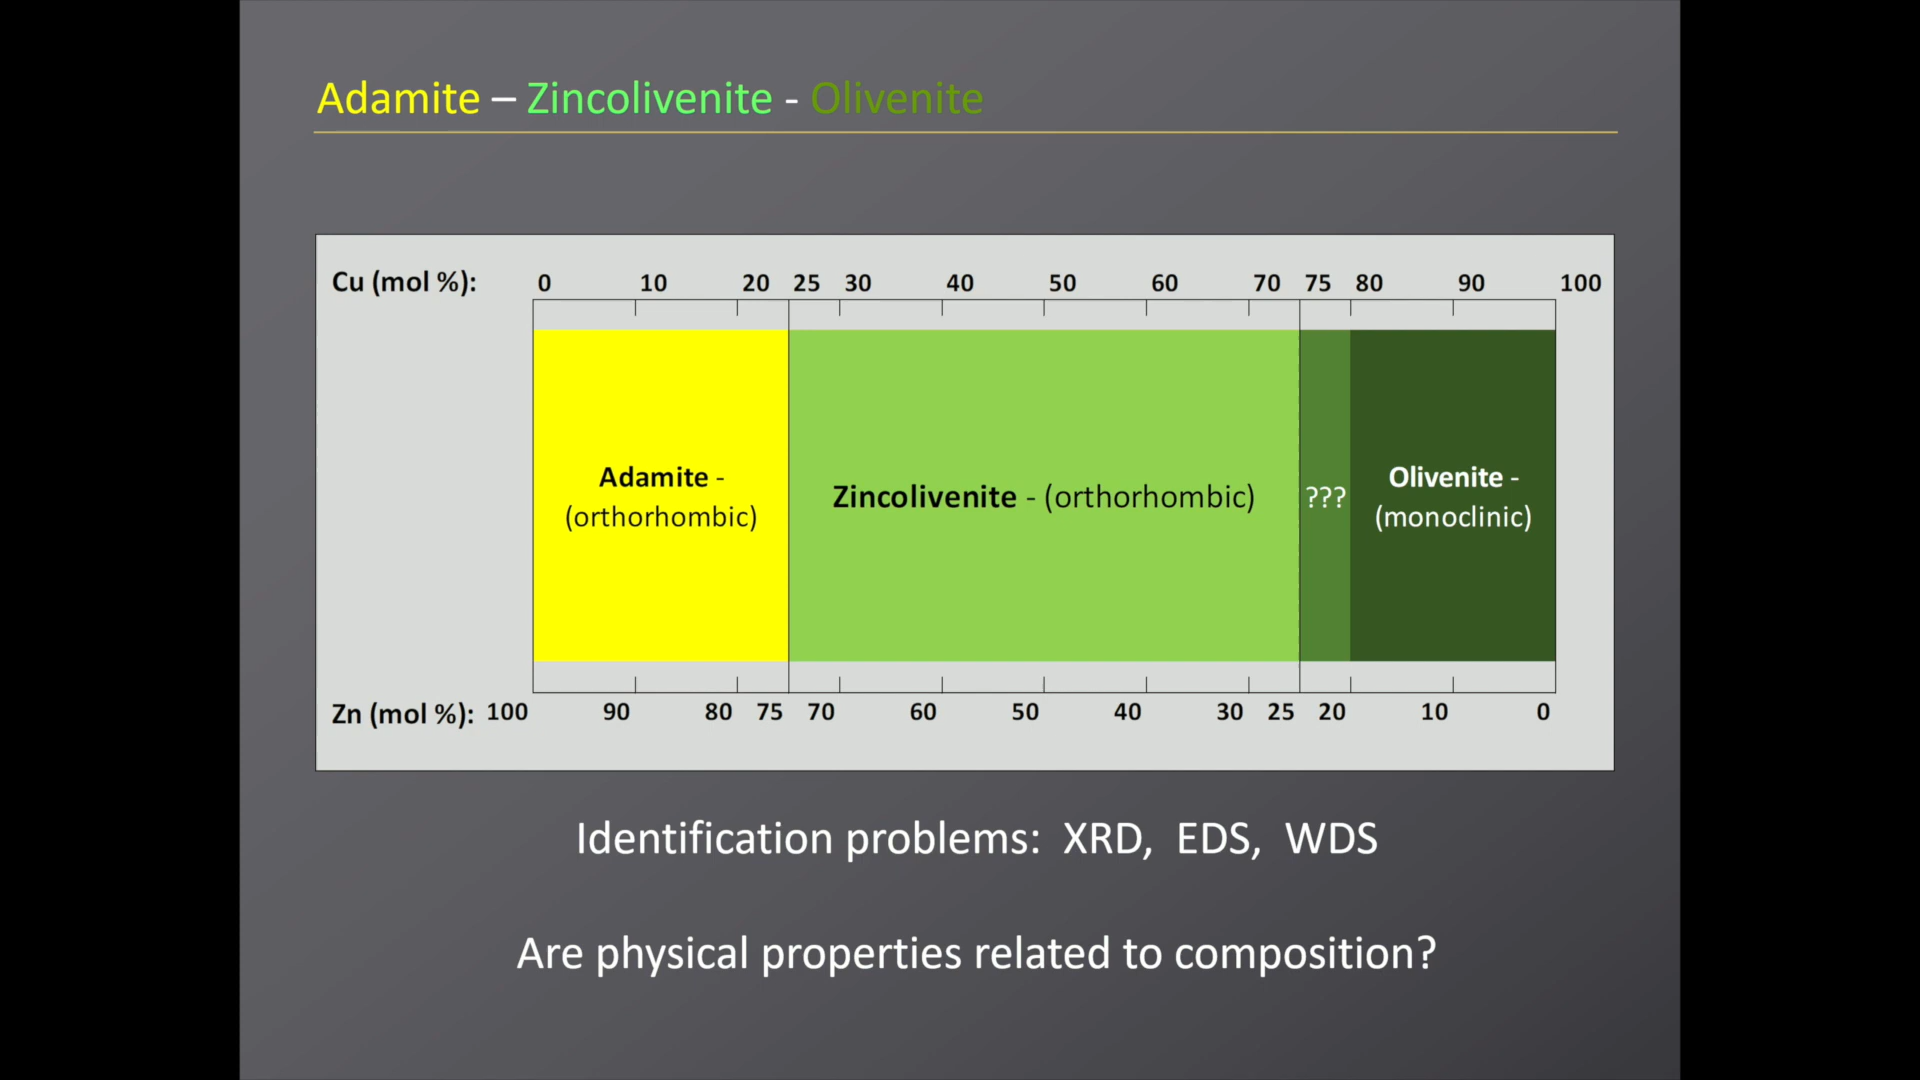 Adamite – Zincolivenite - Olivenite
Cu (mol %): 0 10 20 25 30 40 50 60 70 75 80 90 100
Adamite -
(orthorhombic)
Zincolivenite - (orthorhombic)
???
Olivenite -
(monoclinic)
Zn (mol %): 100 90 80 75 70 60 50 40 30 25 20 10 0
Identification problems: XRD, EDS, WDS
Are physical properties related to composition?